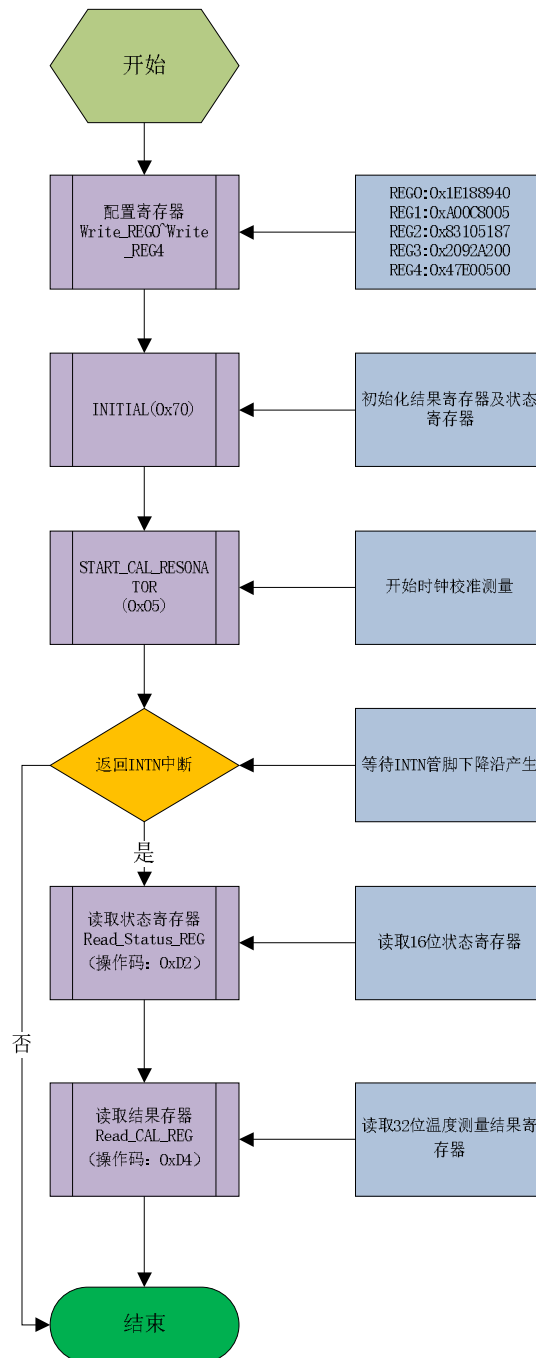 开始
配置寄存器
Write_REG0~Write
_REG4
REG0:0x1E188940
REG1:0xA00C8005
REG2:0x83105187
REG3:0x2092A200
REG4:0x47E00500
INITIAL(0x70)
初始化结果寄存器及状态
寄存器
START_CAL_RESONA
TOR
(0x05)
开始时钟校准测量
返回INTN中断
等待INTN管脚下降沿产生
是
读取状态寄存器
Read_Status_REG
（操作码：0xD2）
读取16位状态寄存器
否
读取结果存器
Read_CAL_REG
（操作码：0xD4）
读取32位温度测量结果寄
存器
结束